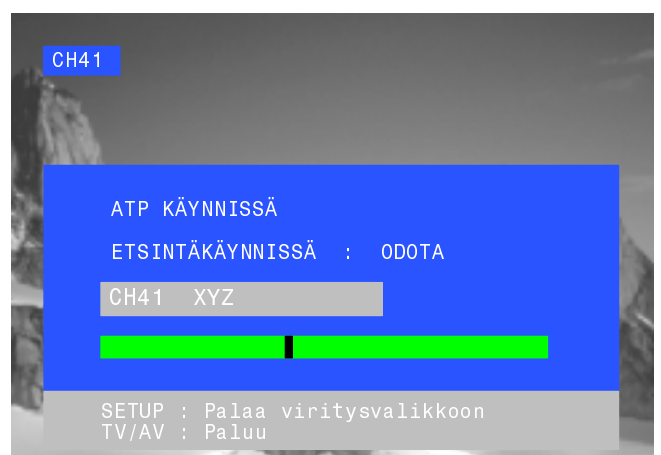 CH41
ATP KÄYNNISSÄ
ETSINTÄKÄYNNISSÄ : ODOTA
CH41 XYZ
SETUP : Palaa viritysvalikkoon
TV/AV : Paluu